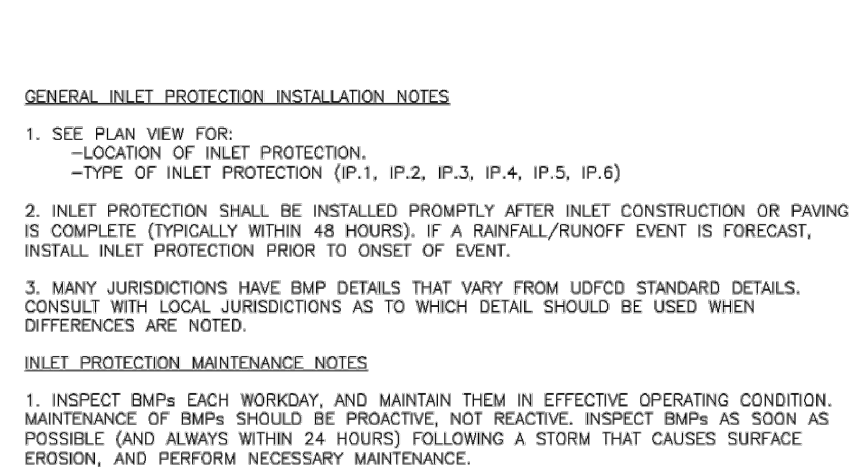 GENERAL INLET PROTECTION INSTALLATION NOTES
1. SEE PLAN VIEW FOR:
-LOCATION OF INLET PROTECTION.
-TYPE OF INLET PROTECTION (IP.1, IP.2, IP.3, IP.4, IP.5, IP.6)
2. INLET PROTECTION SHALL BE INSTALLED PROMPTLY AFTER INLET CONSTRUCTION OR PAVING
IS COMPLETE (TYPICALLY WITHIN 48 HOURS). IF A RAINFALL/RUNOFF EVENT IS FORECAST,
INSTALL INLET PROTECTION PRIOR TO ONSET OF EVENT.
3. MANY JURISDICTIONS HAVE BMP DETAILS THAT VARY FROM UDFCD STANDARD DETAILS.
CONSULT WITH LOCAL JURISDICTIONS AS TO WHICH DETAIL SHOULD BE USED WHEN
DIFFERENCES ARE NOTED.
INLET PROTECTION MAINTENANCE NOTES
1. INSPECT BMPs EACH WORKDAY, AND MAINTAIN THEM IN EFFECTIVE OPERATING CONDITION.
MAINTENANCE OF BMPs SHOULD BE PROACTIVE, NOT REACTIVE. INSPECT BMPs AS SOON AS
POSSIBLE (AND ALWAYS WITHIN 24 HOURS) FOLLOWING A STORM THAT CAUSES SURFACE
EROSION, AND PERFORM NECESSARY MAINTENANCE.